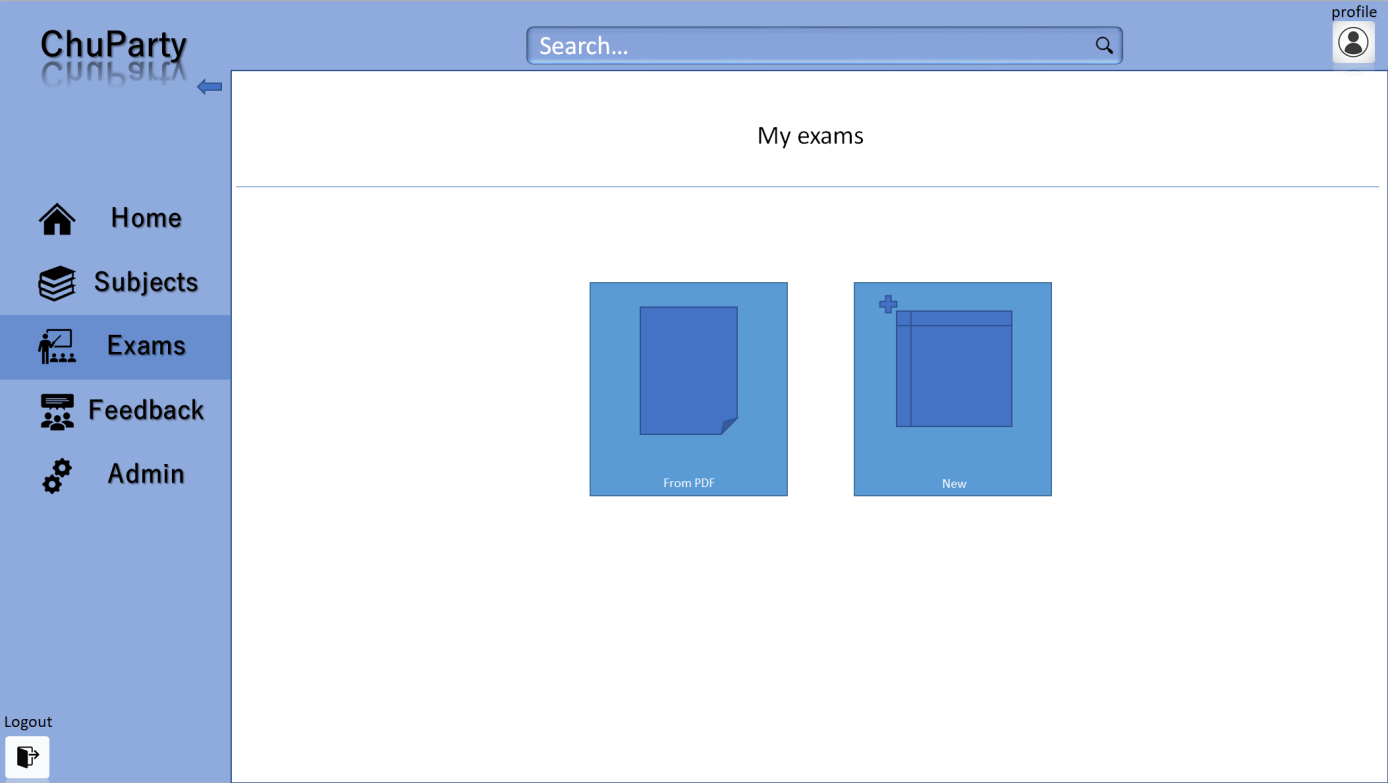 profile
ChuParty
Search...
My exams
Home
Subjects
Exams
Feedback
Admin
From PDF
New
Logout